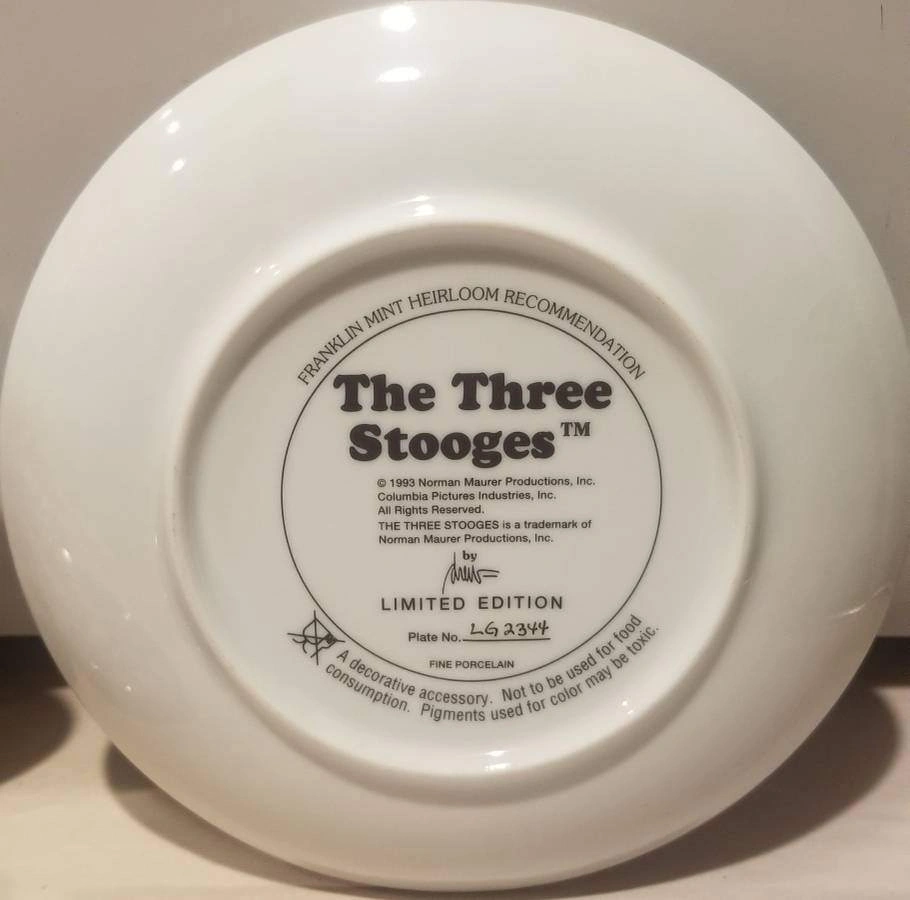 FRANKLIN MINT HEIRLOOM RECOMMENDATION
The Three
Stooges™
© 1993 Norman Maurer Productions, Inc.
Columbia Pictures Industries, Inc.
All Rights Reserved.
THE THREE STOOGES is a trademark of
Norman Maurer Productions, Inc.
by
LIMITED EDITION
Plate No. LG 2344
FINE PORCELAIN
A decorative accessory. Not to be used for food
consumption. Pigments used for color may be toxic.